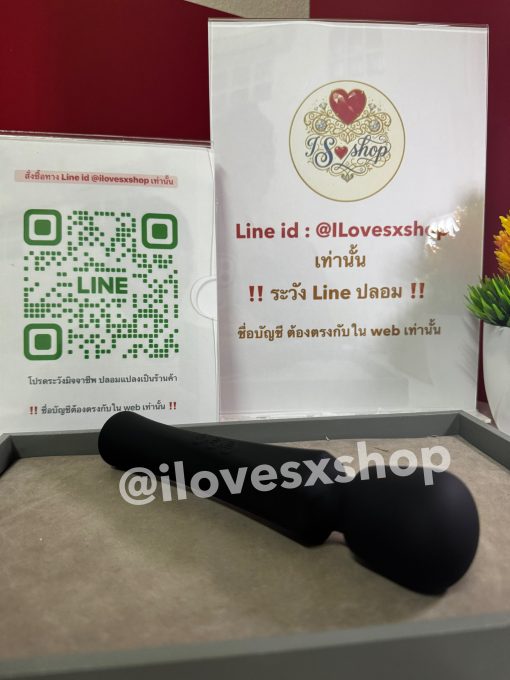 สั่งซื้อทาง Line id @ilovesxshop เท่านั้น
LINE
โปรดระวังมิจจาชีพ ปลอมแปลงเป็นร้านค้า
!! ชื่อบัญชีต้องตรงกับใน web เท่านั้น !!
I S shop
Line id : @ILovesxshop
เท่านั้น
!! ระวัง Line ปลอม !!
ชื่อบัญชี ต้องตรงกับใน web เท่านั้น
@ilovesxshop